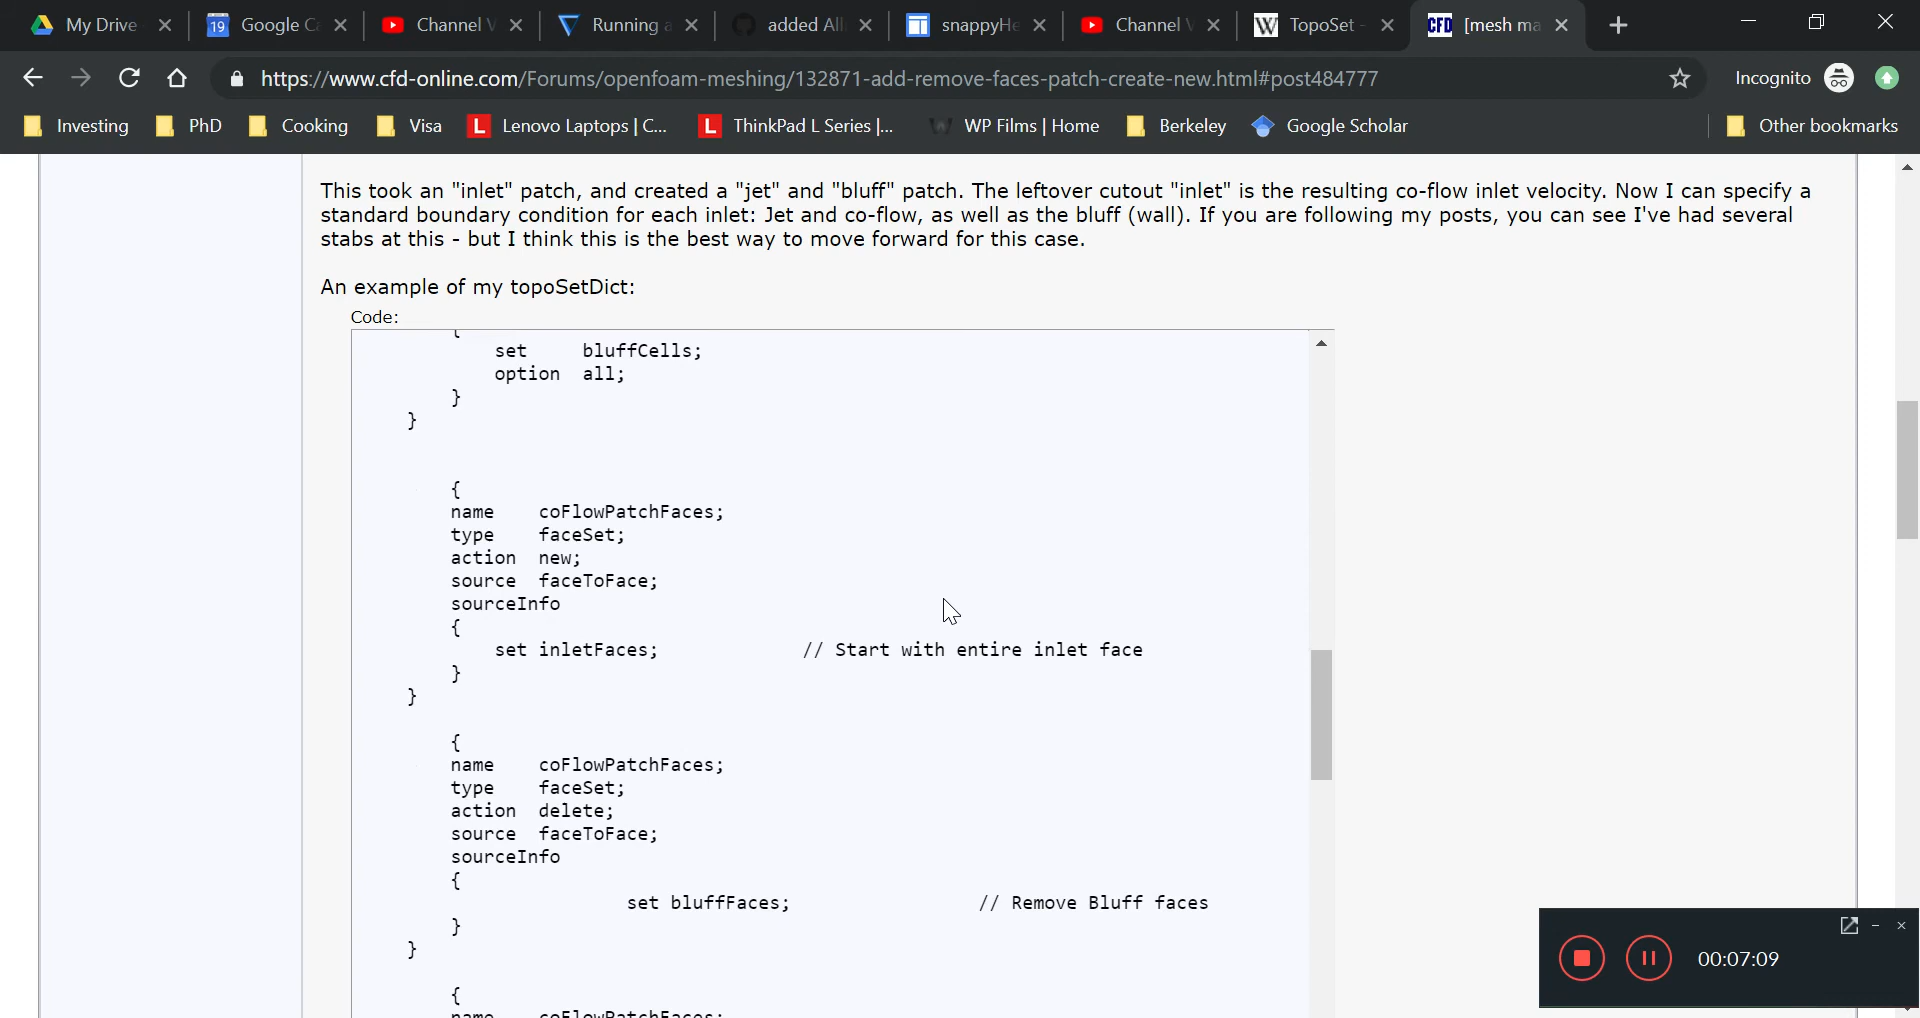 My Drive
Google C
Channel V
Running a
added All
snappyHe
Channel V
TopoSet -
CFD [mesh ma
https://www.cfd-online.com/Forums/openfoam-meshing/132871-add-remove-faces-patch-create-new.html#post484777
Incognito
Investing
PhD
Cooking
Visa
L Lenovo Laptops | C...
L ThinkPad L Series |...
WP Films | Home
Berkeley
Google Scholar
Other bookmarks
This took an "inlet" patch, and created a "jet" and "bluff" patch. The leftover cutout "inlet" is the resulting co-flow inlet velocity. Now I can specify a
standard boundary condition for each inlet: Jet and co-flow, as well as the bluff (wall). If you are following my posts, you can see I've had several
stabs at this - but I think this is the best way to move forward for this case.
An example of my topoSetDict:
Code:
{
set bluffCells;
option all;
}
}
{
name coFlowPatchFaces;
type faceSet;
action new;
source faceToFace;
sourceInfo
{
set inletFaces; // Start with entire inlet face
}
}
{
name coFlowPatchFaces;
type faceSet;
action delete;
source faceToFace;
sourceInfo
{
set bluffFaces; // Remove Bluff faces
}
}
{
name coFlowPatchFaces;
00:07:09